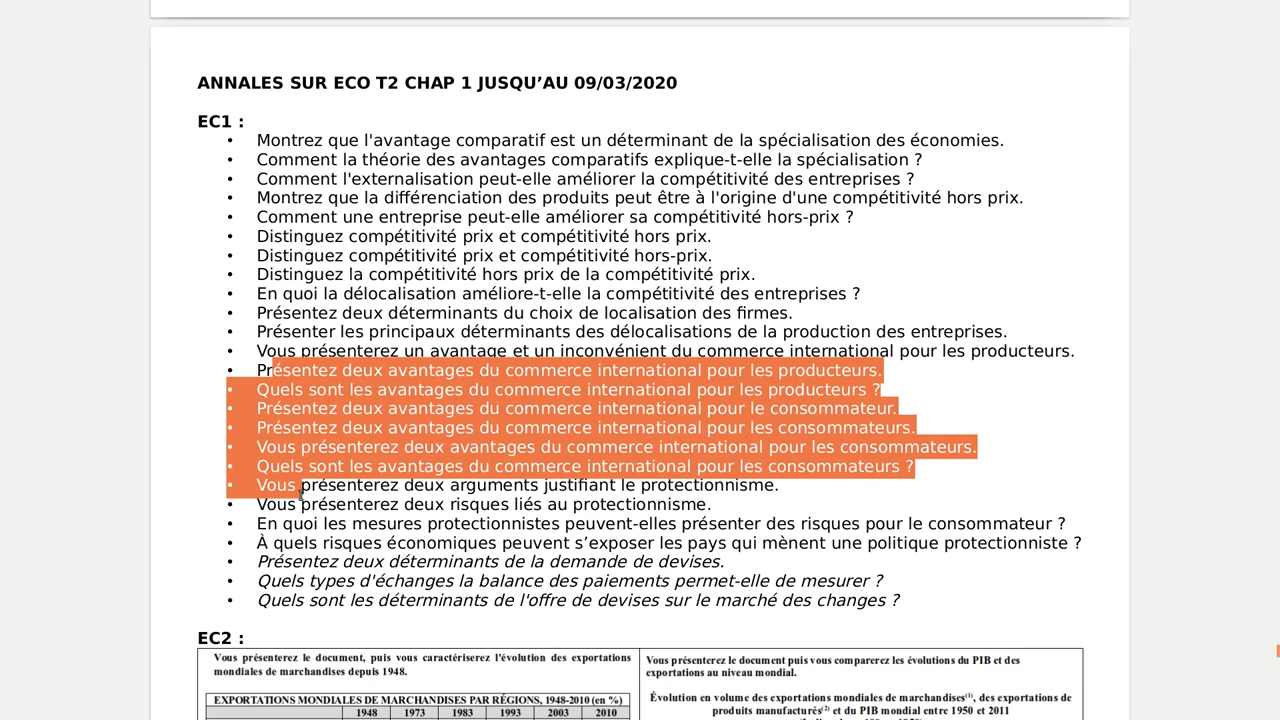 ANNALES SUR ECO T2 CHAP 1 JUSQU’AU 09/03/2020
EC1 :
• Montrez que l'avantage comparatif est un déterminant de la spécialisation des économies.
• Comment la théorie des avantages comparatifs explique-t-elle la spécialisation ?
• Comment l'externalisation peut-elle améliorer la compétitivité des entreprises ?
• Montrez que la différenciation des produits peut être à l'origine d'une compétitivité hors prix.
• Comment une entreprise peut-elle améliorer sa compétitivité hors-prix ?
• Distinguez compétitivité prix et compétitivité hors prix.
• Distinguez compétitivité prix et compétitivité hors-prix.
• Distinguez la compétitivité hors prix de la compétitivité prix.
• En quoi la délocalisation améliore-t-elle la compétitivité des entreprises ?
• Présentez deux déterminants du choix de localisation des firmes.
• Présenter les principaux déterminants des délocalisations de la production des entreprises.
• Vous présenterez un avantage et un inconvénient du commerce international pour les producteurs.
• Présentez deux avantages du commerce international pour les producteurs.
• Quels sont les avantages du commerce international pour les producteurs ?
• Présentez deux avantages du commerce international pour le consommateur.
• Présentez deux avantages du commerce international pour les consommateurs.
• Vous présenterez deux avantages du commerce international pour les consommateurs.
• Quels sont les avantages du commerce international pour les consommateurs ?
• Vous présenterez deux arguments justifiant le protectionnisme.
• Vous présenterez deux risques liés au protectionnisme.
• En quoi les mesures protectionnistes peuvent-elles présenter des risques pour le consommateur ?
• À quels risques économiques peuvent s’exposer les pays qui mènent une politique protectionniste ?
• Présentez deux déterminants de la demande de devises.
• Quels types d'échanges la balance des paiements permet-elle de mesurer ?
• Quels sont les déterminants de l'offre de devises sur le marché des changes ?
EC2 :
Vous présenterez le document, puis vous caractériserez l'évolution des exportations
mondiales de marchandises depuis 1948.
EXPORTATIONS MONDIALES DE MARCHANDISES PAR RÉGIONS, 1948-2010 (en %)
1948 1973 1983 1993 2003 2010
Vous présenterez le document puis vous comparerez les évolutions du PIB et des
exportations au niveau mondial.
Évolution en volume des exportations mondiales de marchandises(1), des exportations de
produits manufacturés(2) et du PIB mondial entre 1950 et 2011